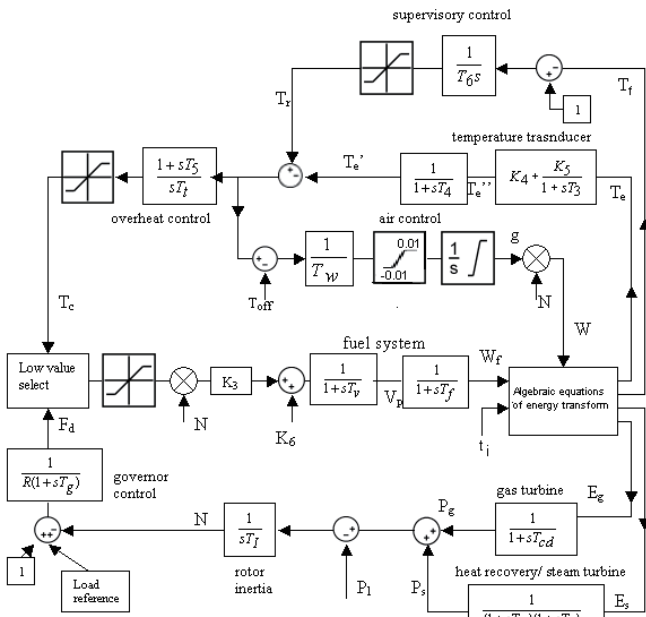 supervisory control
1
T6s
+ -
Tr
Tf
1
temperature trasnducer
1 + sT5
sTt
overheat control
+ -
Te'
1
1 + sT4
Te''
K4 + K5
1 + sT3
Te
air control
+ -
Toff
1
Tw
0.01
-0.01
1
s
g
N
W
Tc
fuel system
Low value
select
K3
N
+ +
K6
1
1 + sTv
Vp
1
1 + sTf
Wf
Algebraic equations
of energy transform
ti
Fd
1
R(1 + sTg)
governor
control
++-
1
Load
reference
N
1
sTI
rotor
inertia
+ -
Pl
Pg
+ +
Ps
gas turbine
1
1 + sTcd
Eg
heat recovery/ steam turbine
1
Es